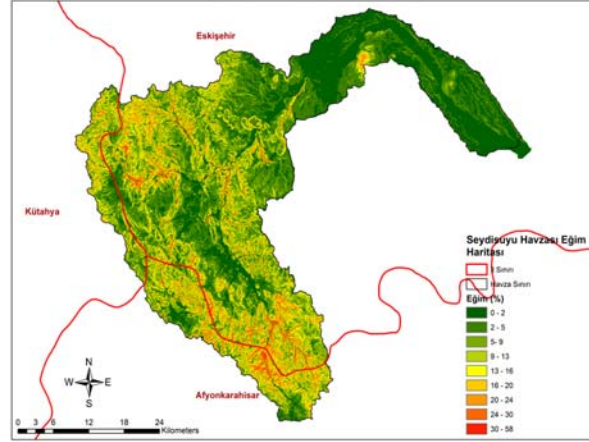 Eskişehir
Kütahya
Afyonkarahisar
Seydisuyu Havzası Eğim
Haritası
İl Sınırı
Havza Sınırı
Eğim (%)
0 - 2
2 - 5
5- 9
9 - 13
13 - 16
16 - 20
20 - 24
24 - 30
30 - 58
N
W E
S
0 3 6 12 18 24
Kilometers